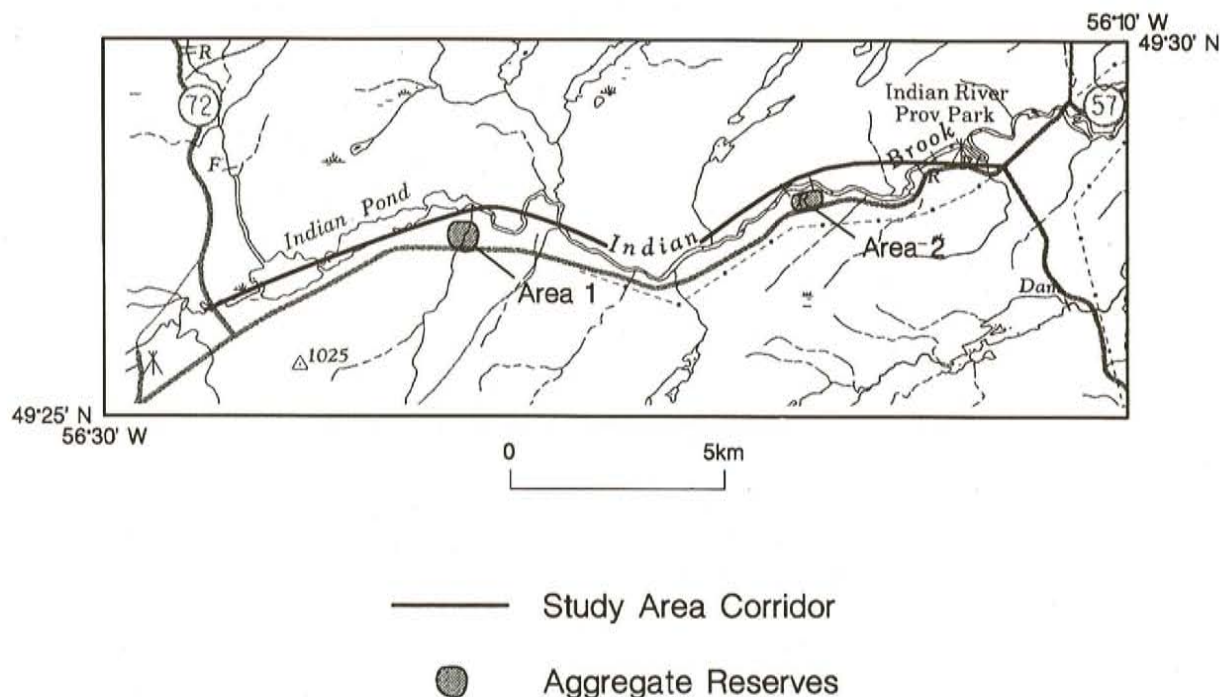 56°10' W
49°30' N
R
72
57
Indian River
Prov. Park
Brook
F
R
Indian Pond
Indian
Area 2
Area 1
Dam
1025
49°25' N
56°30' W
0 5km
Study Area Corridor
Aggregate Reserves